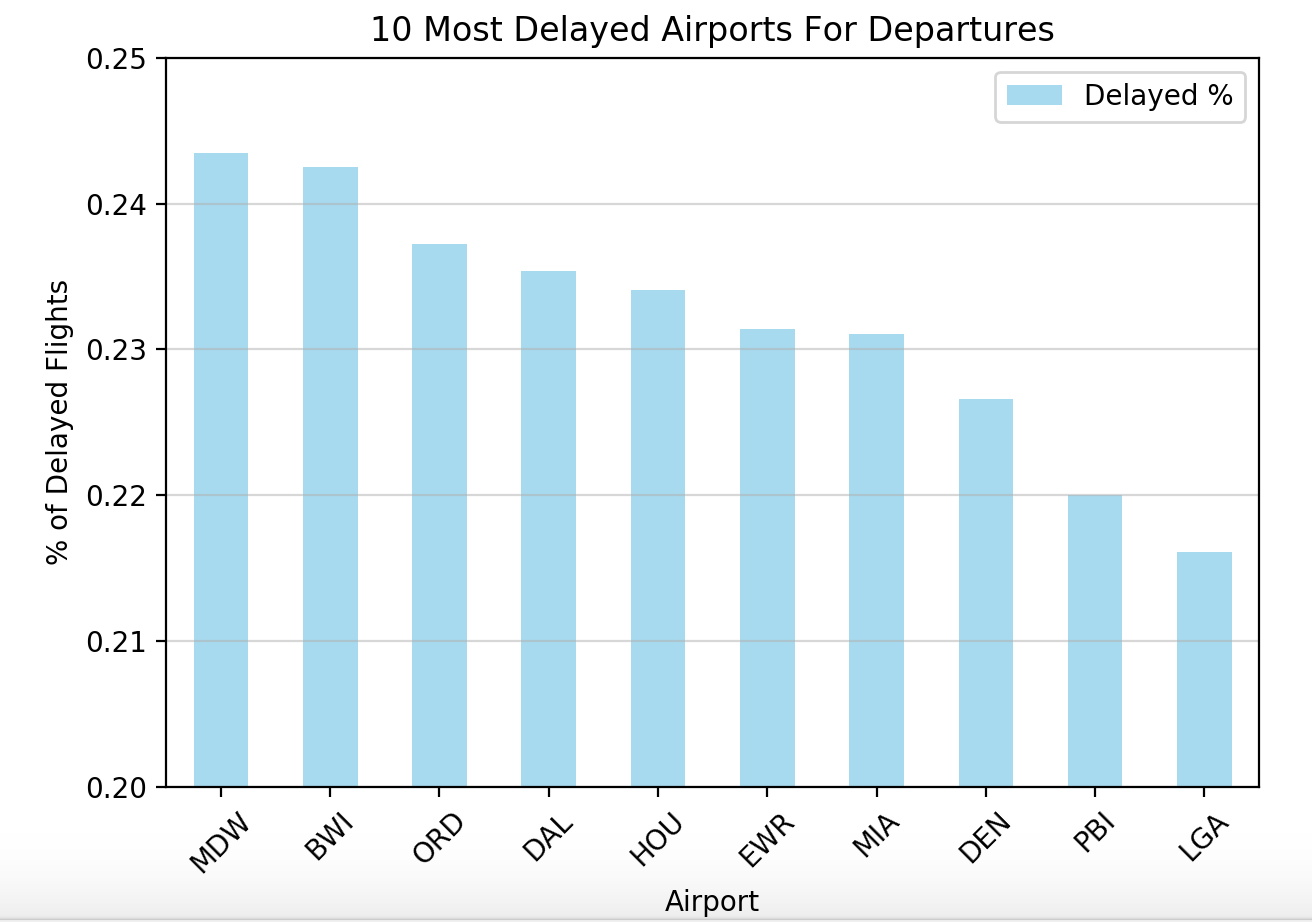 10 Most Delayed Airports For Departures
Delayed %
0.25
0.24
0.23
0.22
0.21
0.20
% of Delayed Flights
MDW
BWI
ORD
DAL
HOU
EWR
MIA
DEN
PBI
LGA
Airport